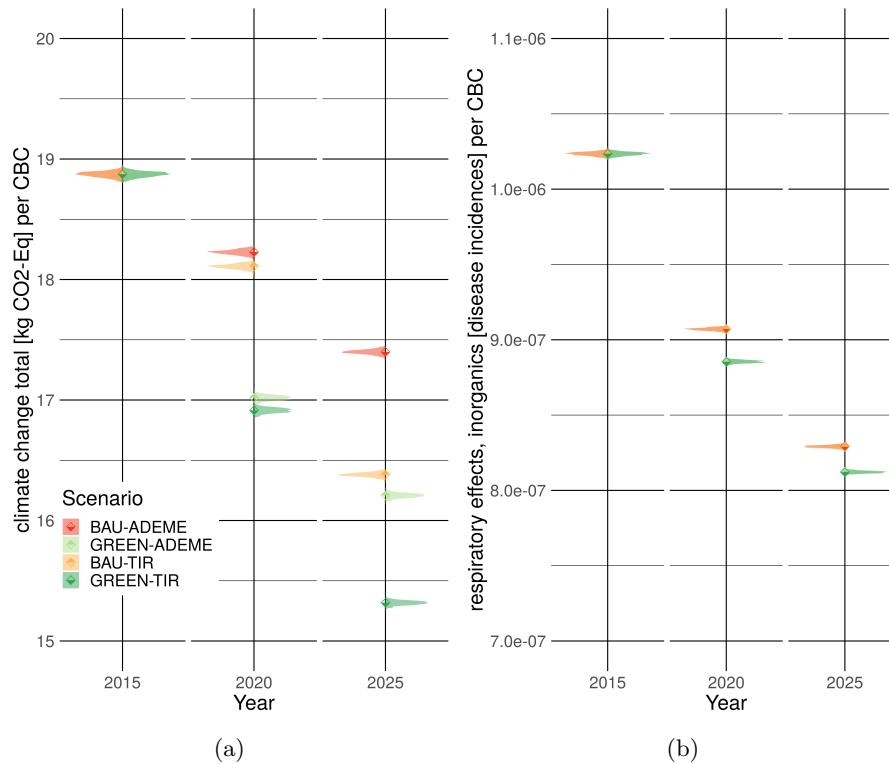 climate change total [kg CO2-Eq] per CBC
20
19
18
17
16
15
Scenario
BAU-ADEME
GREEN-ADEME
BAU-TIR
GREEN-TIR
2015
2020
2025
Year
(a)
respiratory effects, inorganics [disease incidences] per CBC
1.1e-06
1.0e-06
9.0e-07
8.0e-07
7.0e-07
2015
2020
2025
Year
(b)